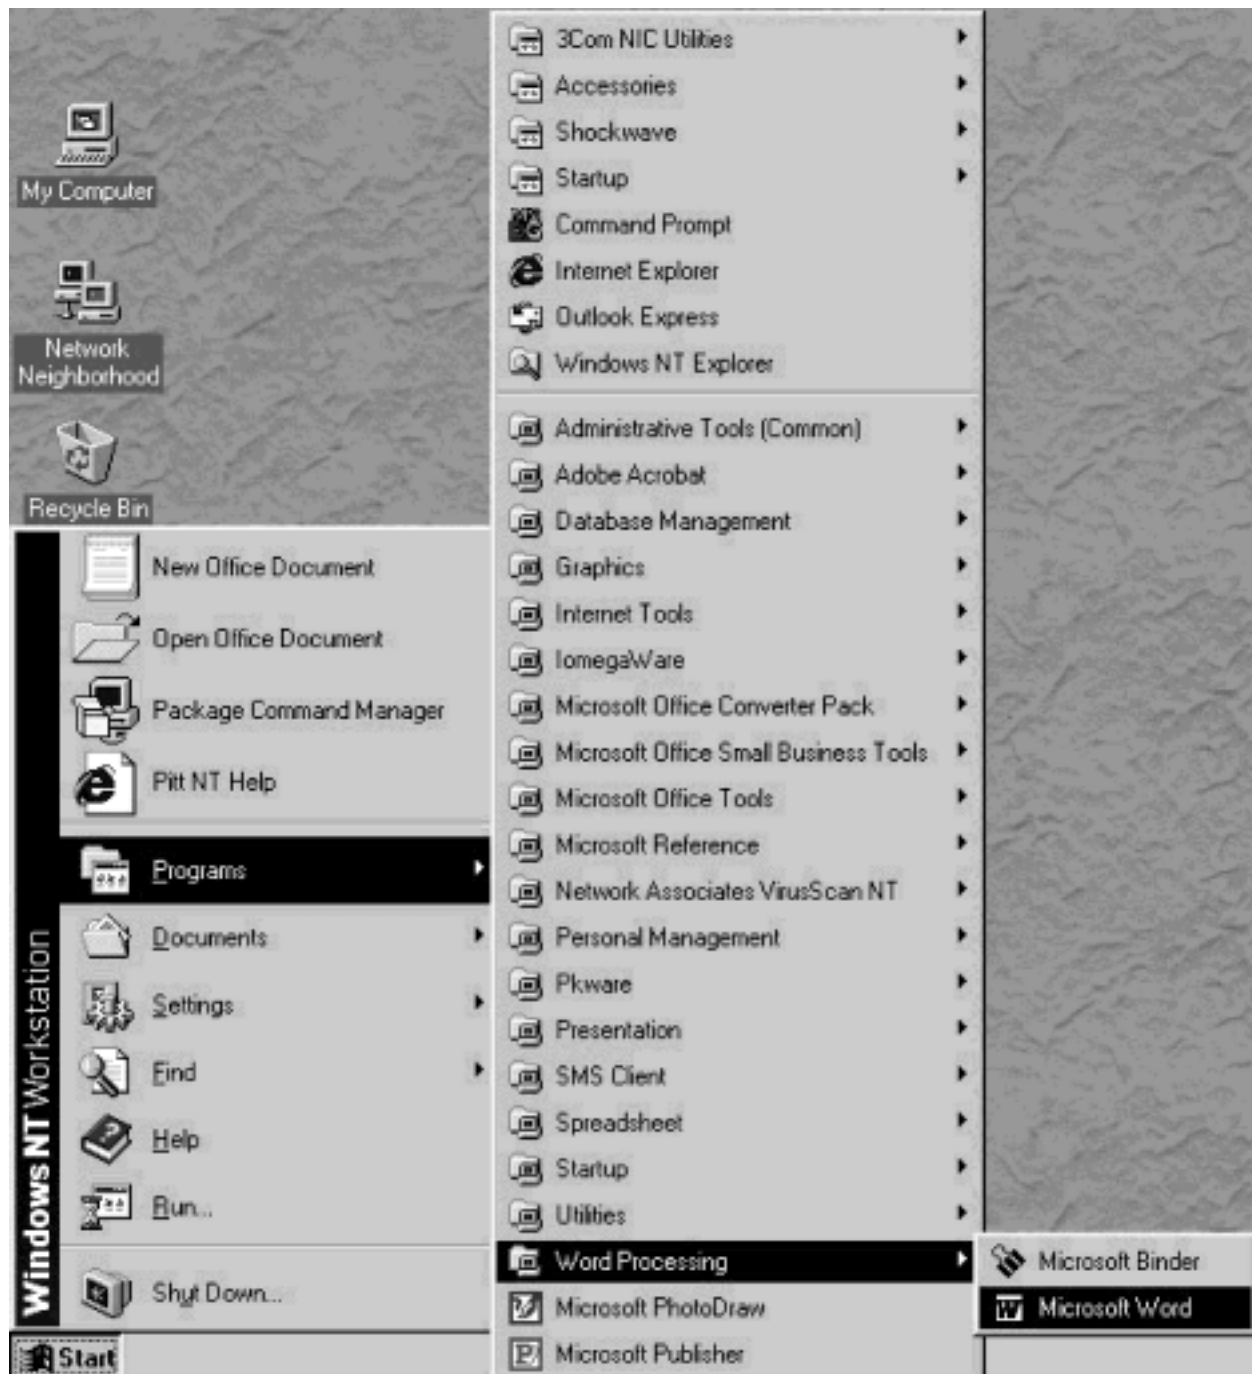 My Computer
Network
Neighborhood
Recycle Bin
New Office Document
Open Office Document
Package Command Manager
Pitt NT Help
Programs
Documents
Settings
Find
Help
Run...
Shut Down...
Windows NT Workstation
Start
3Com NIC Utilities
Accessories
Shockwave
Startup
Command Prompt
Internet Explorer
Outlook Express
Windows NT Explorer
Administrative Tools (Common)
Adobe Acrobat
Database Management
Graphics
Internet Tools
IomegaWare
Microsoft Office Converter Pack
Microsoft Office Small Business Tools
Microsoft Office Tools
Microsoft Reference
Network Associates VirusScan NT
Personal Management
Pkware
Presentation
SMS Client
Spreadsheet
Startup
Utilities
Word Processing
Microsoft PhotoDraw
Microsoft Publisher
Microsoft Binder
Microsoft Word